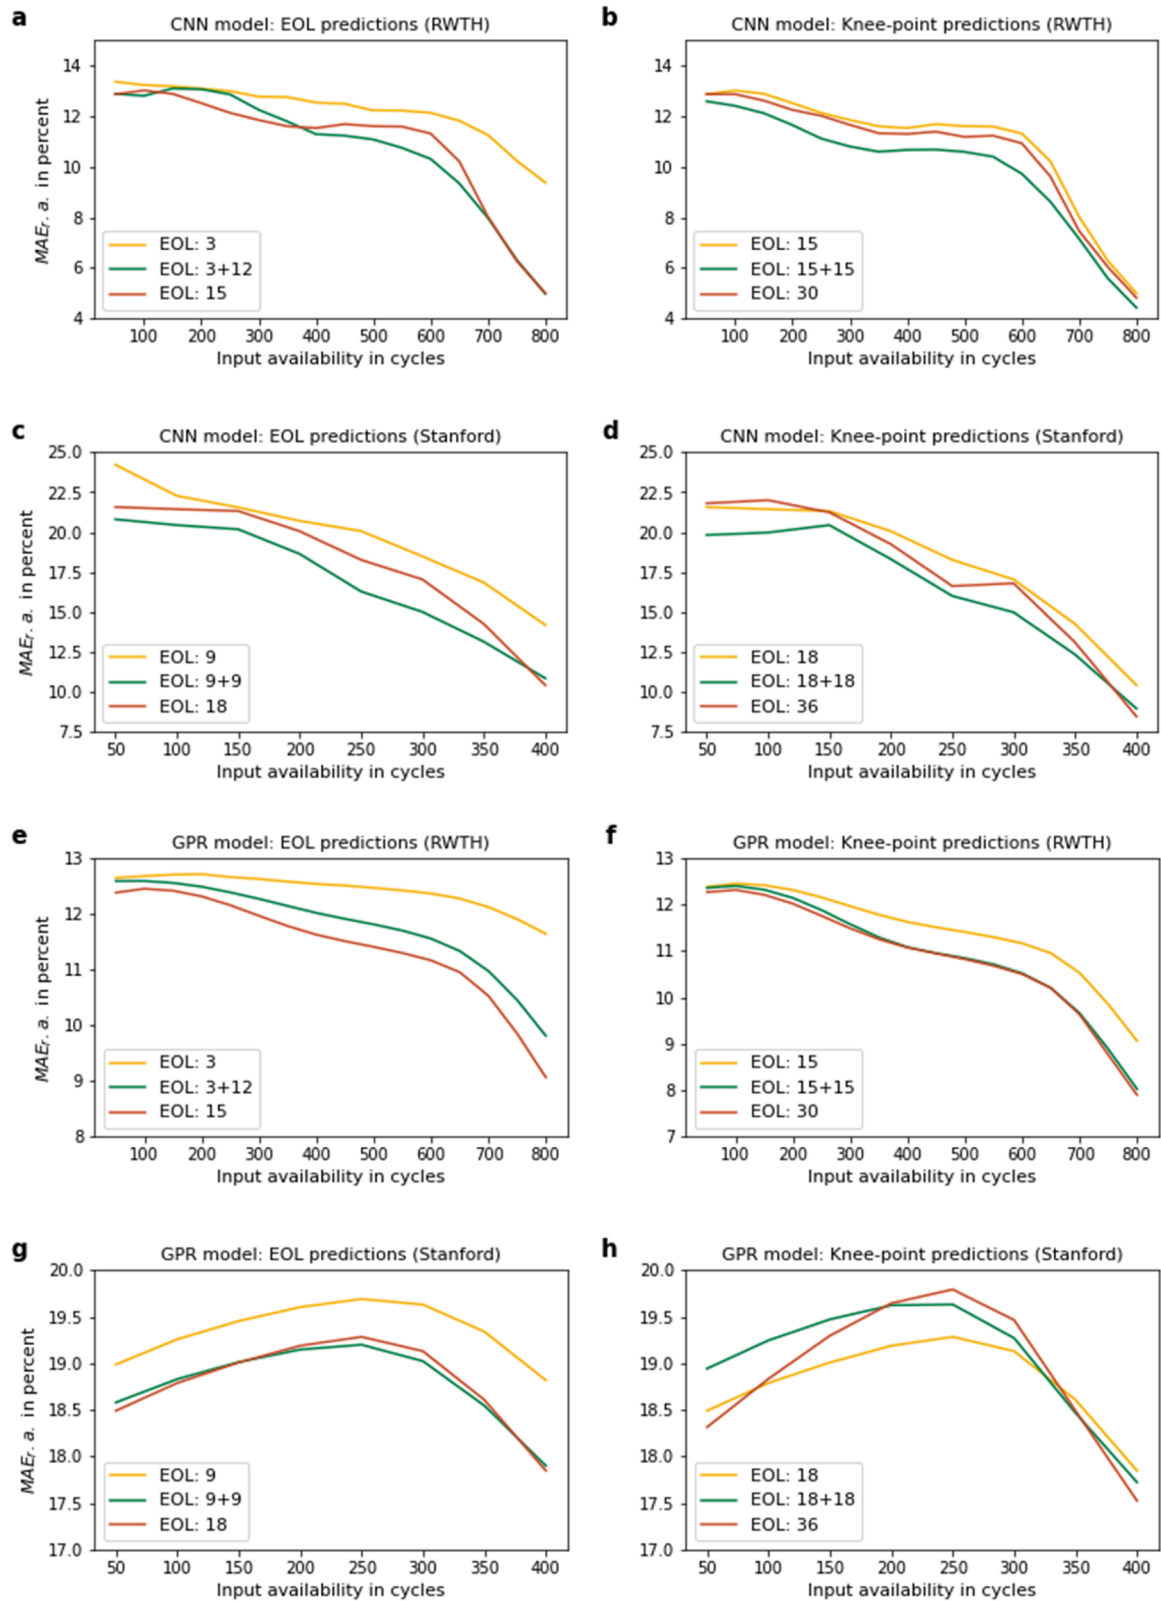 a
CNN model: EOL predictions (RWTH)
14
12
10
8
6
4
MAEr. a. in percent
EOL: 3
EOL: 3+12
EOL: 15
100 200 300 400 500 600 700 800
Input availability in cycles
b
CNN model: Knee-point predictions (RWTH)
14
12
10
8
6
4
EOL: 15
EOL: 15+15
EOL: 30
100 200 300 400 500 600 700 800
Input availability in cycles
c
CNN model: EOL predictions (Stanford)
25.0
22.5
20.0
17.5
15.0
12.5
10.0
7.5
MAEr. a. in percent
EOL: 9
EOL: 9+9
EOL: 18
50 100 150 200 250 300 350 400
Input availability in cycles
d
CNN model: Knee-point predictions (Stanford)
25.0
22.5
20.0
17.5
15.0
12.5
10.0
7.5
EOL: 18
EOL: 18+18
EOL: 36
50 100 150 200 250 300 350 400
Input availability in cycles
e
GPR model: EOL predictions (RWTH)
13
12
11
10
9
8
MAEr. a. in percent
EOL: 3
EOL: 3+12
EOL: 15
100 200 300 400 500 600 700 800
Input availability in cycles
f
GPR model: Knee-point predictions (RWTH)
13
12
11
10
9
8
7
EOL: 15
EOL: 15+15
EOL: 30
100 200 300 400 500 600 700 800
Input availability in cycles
g
GPR model: EOL predictions (Stanford)
20.0
19.5
19.0
18.5
18.0
17.5
17.0
MAEr. a. in percent
EOL: 9
EOL: 9+9
EOL: 18
50 100 150 200 250 300 350 400
Input availability in cycles
h
GPR model: Knee-point predictions (Stanford)
20.0
19.5
19.0
18.5
18.0
17.5
17.0
EOL: 18
EOL: 18+18
EOL: 36
50 100 150 200 250 300 350 400
Input availability in cycles